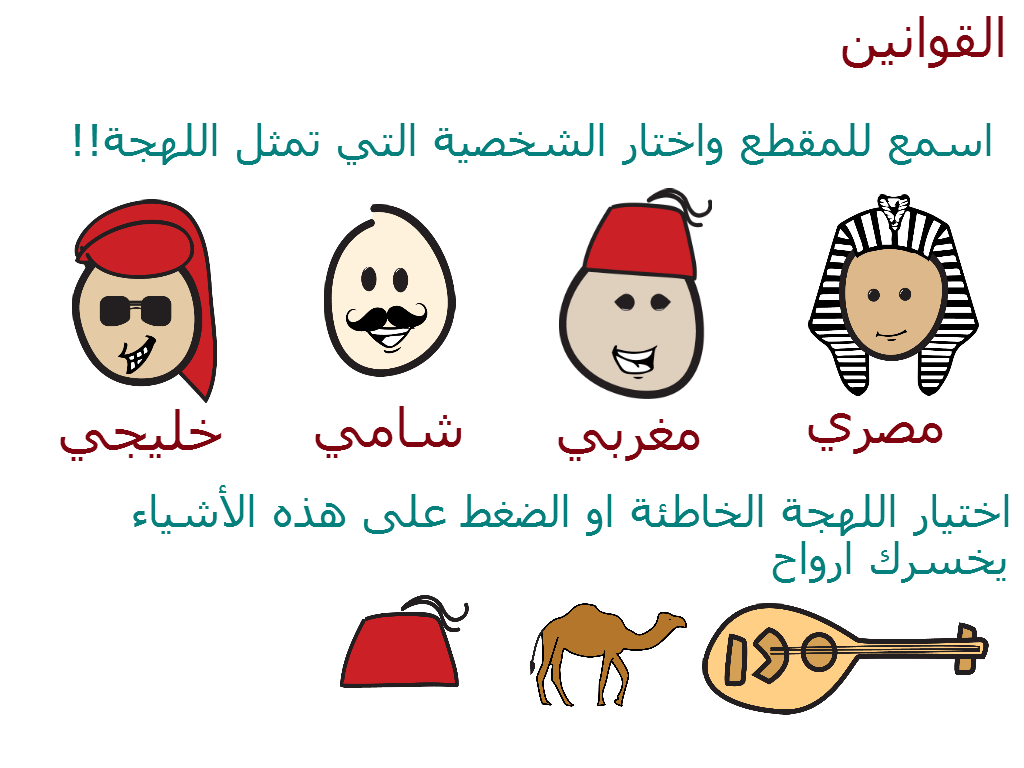 القوانين
اسمع للمقطع واختار الشخصية التي تمثل اللهجة!!
مصري
مغربي
شامي
خليجي
اختيار اللهجة الخاطئة او الضغط على هذه الأشياء
يخسرك ارواح